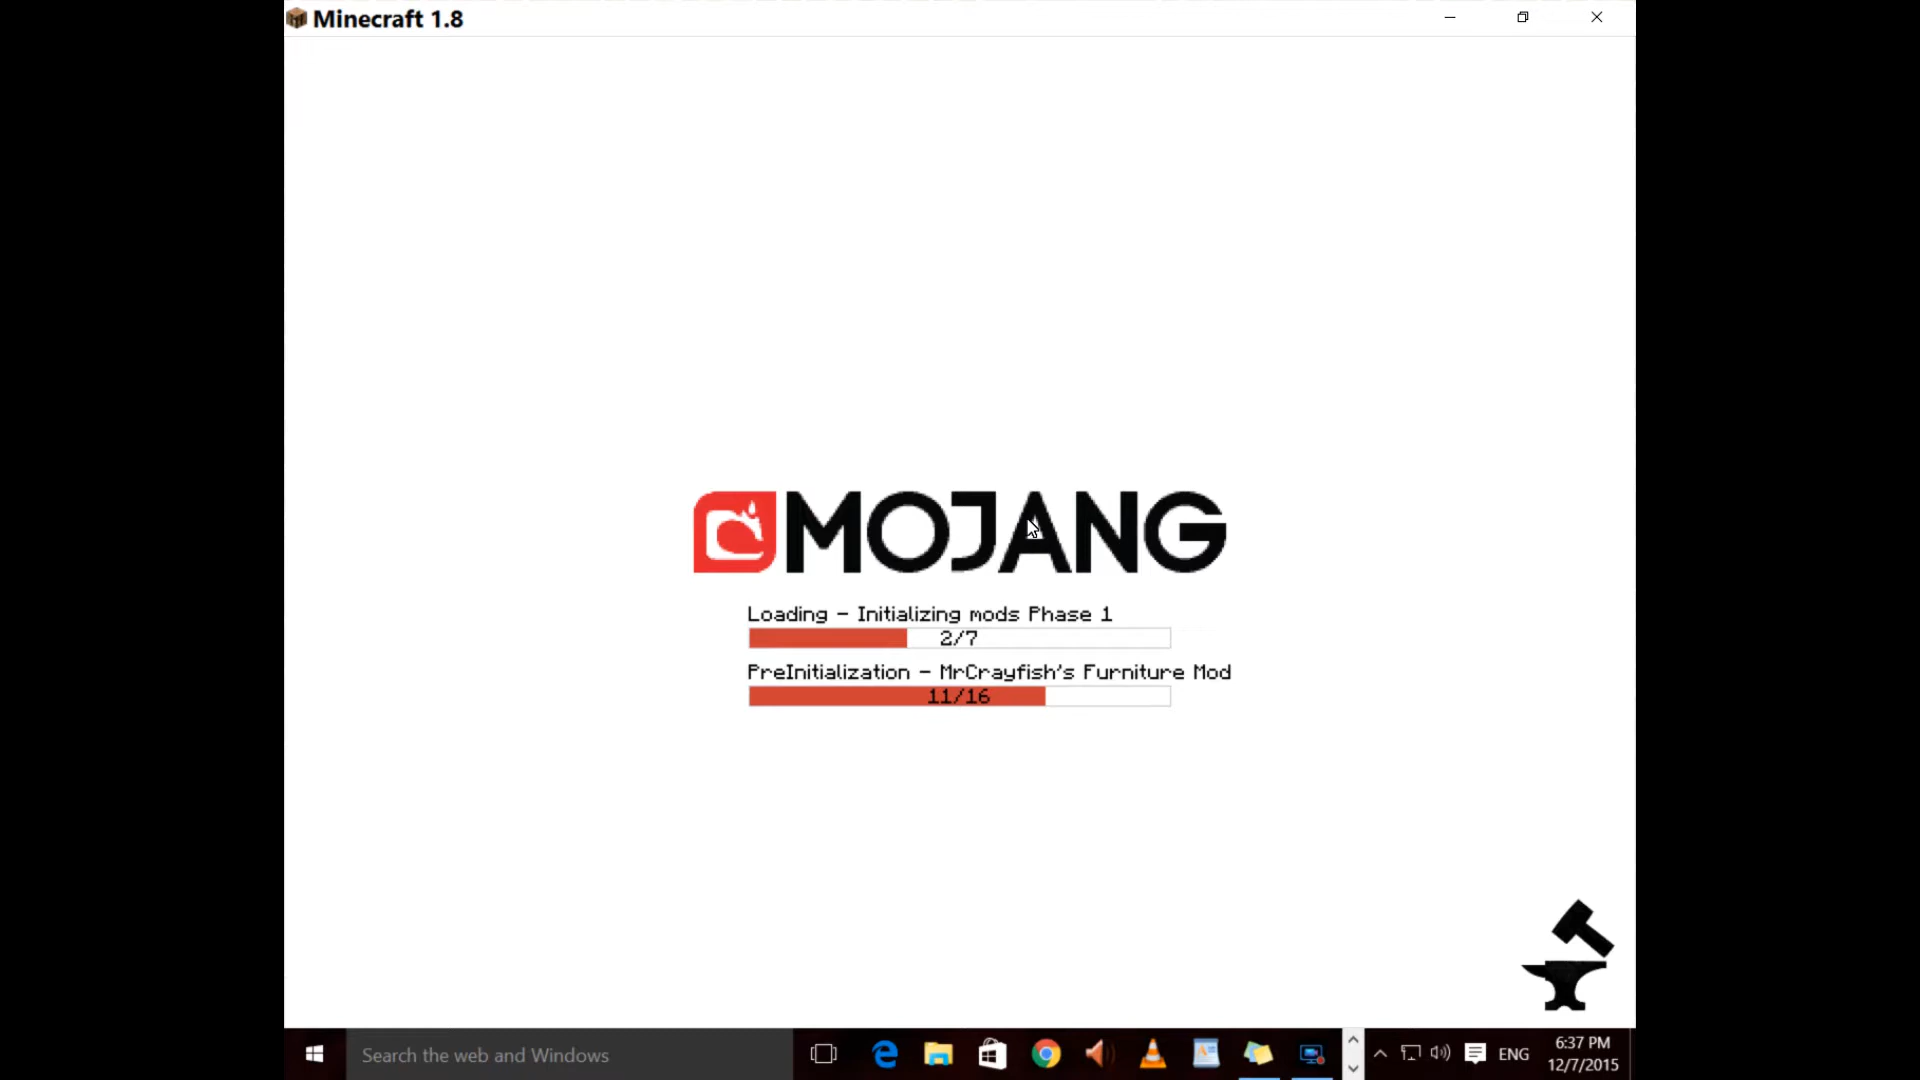 Minecraft 1.8
MOJANG
Loading - Initializing mods Phase 1
2/7
PreInitialization - MrCrayfish's Furniture Mod
11/16
Search the web and Windows
ENG
6:37 PM
12/7/2015